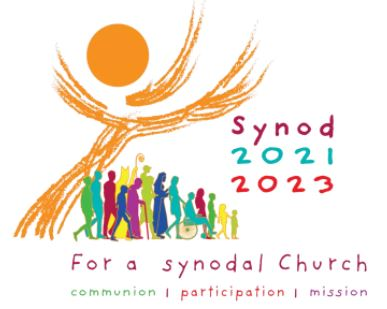 Synod
2021
2023
For a synodal Church
communion | participation | mission